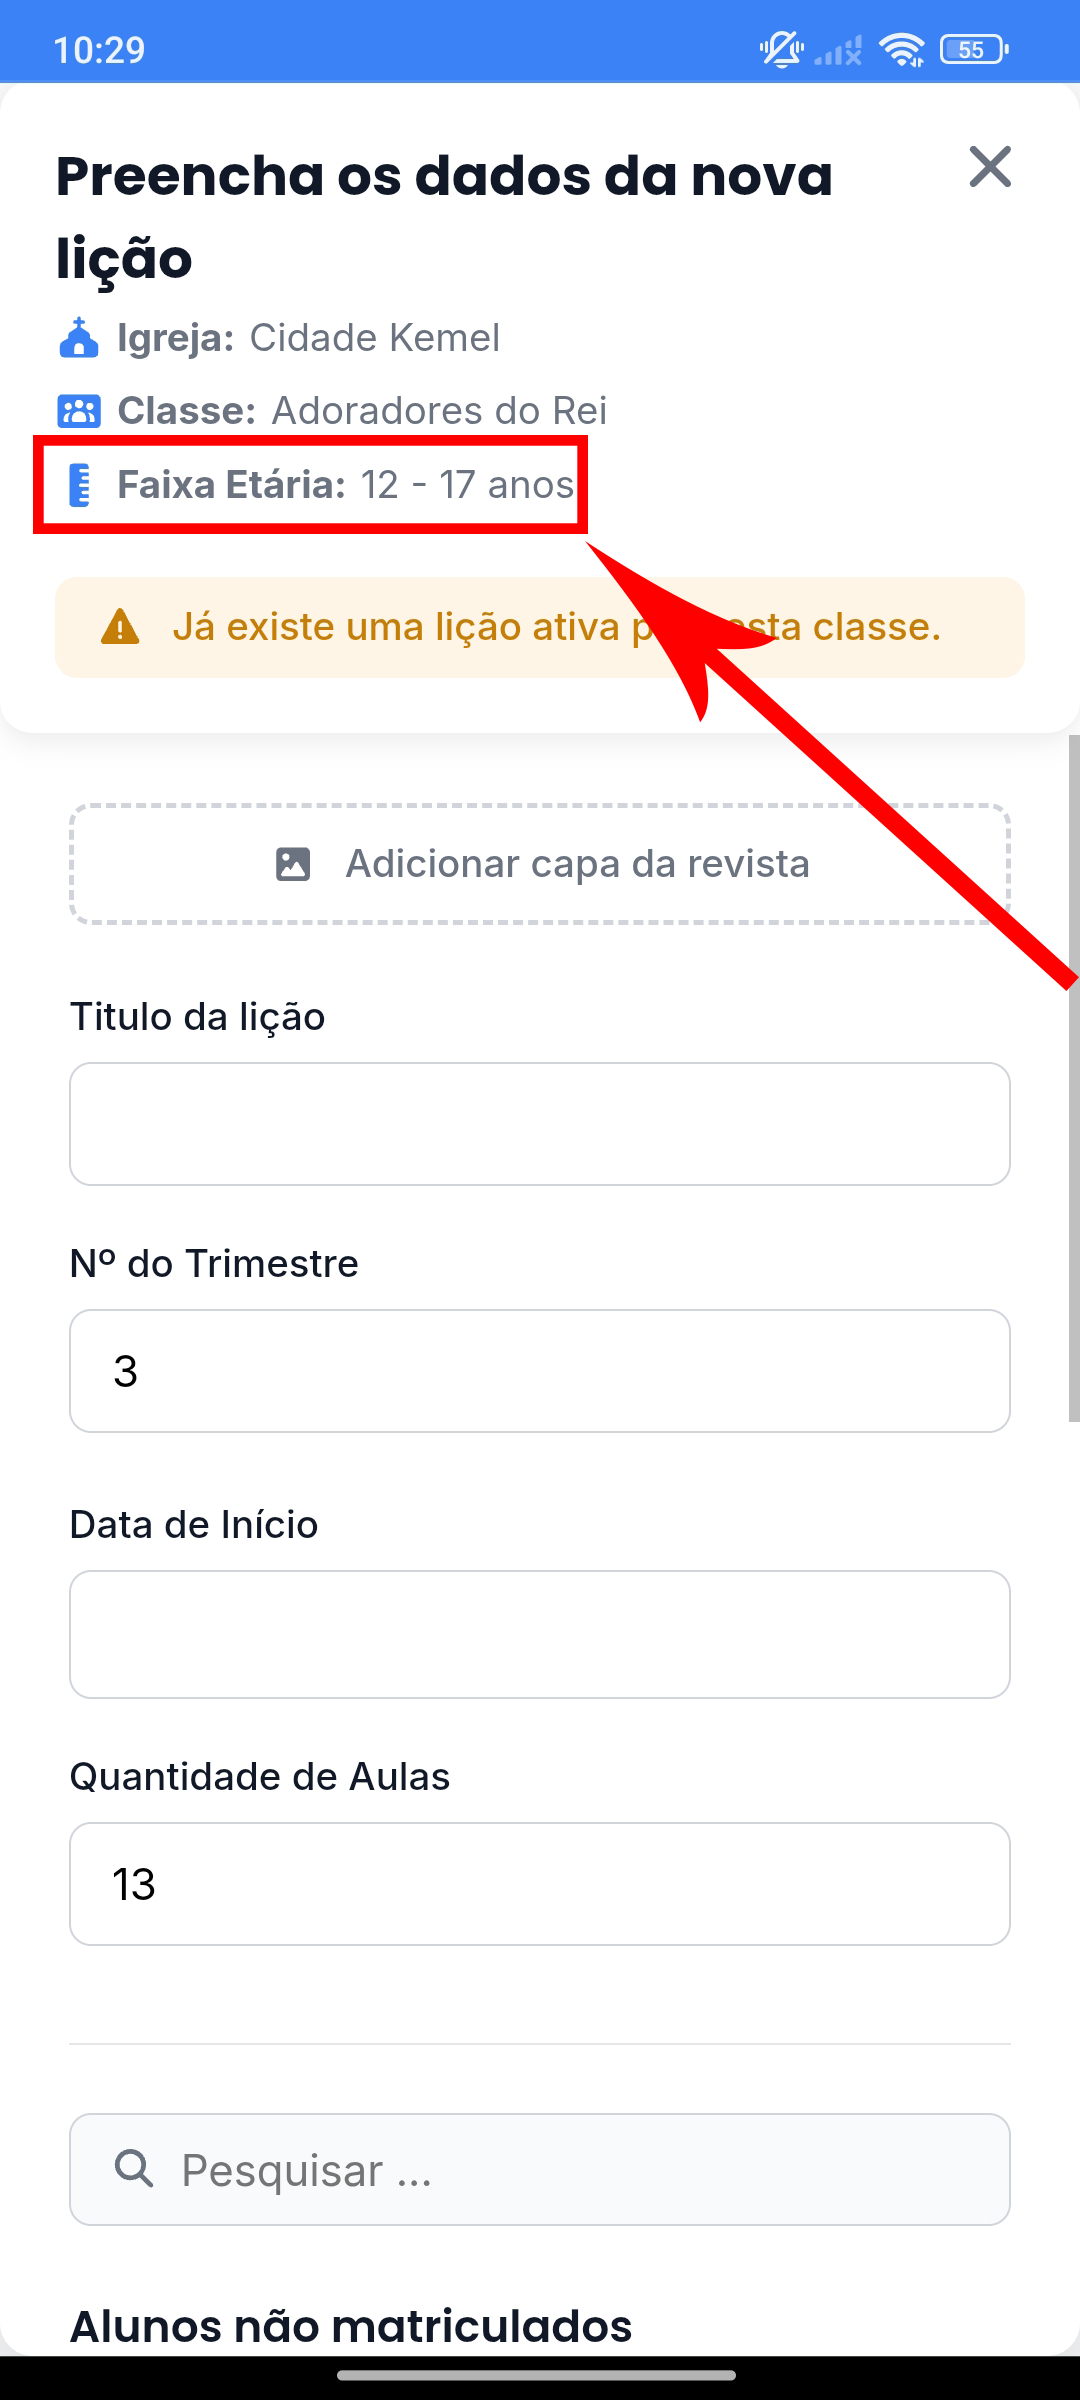 10:29
55
Preencha os dados da nova
lição
Igreja: Cidade Kemel
Classe: Adoradores do Rei
Faixa Etária: 12 - 17 anos
Já existe uma lição ativa classe.
Adicionar capa da revista
Titulo da lição
Nº do Trimestre
3
Data de Início
Quantidade de Aulas
13
Pesquisar ...
Alunos não matriculados